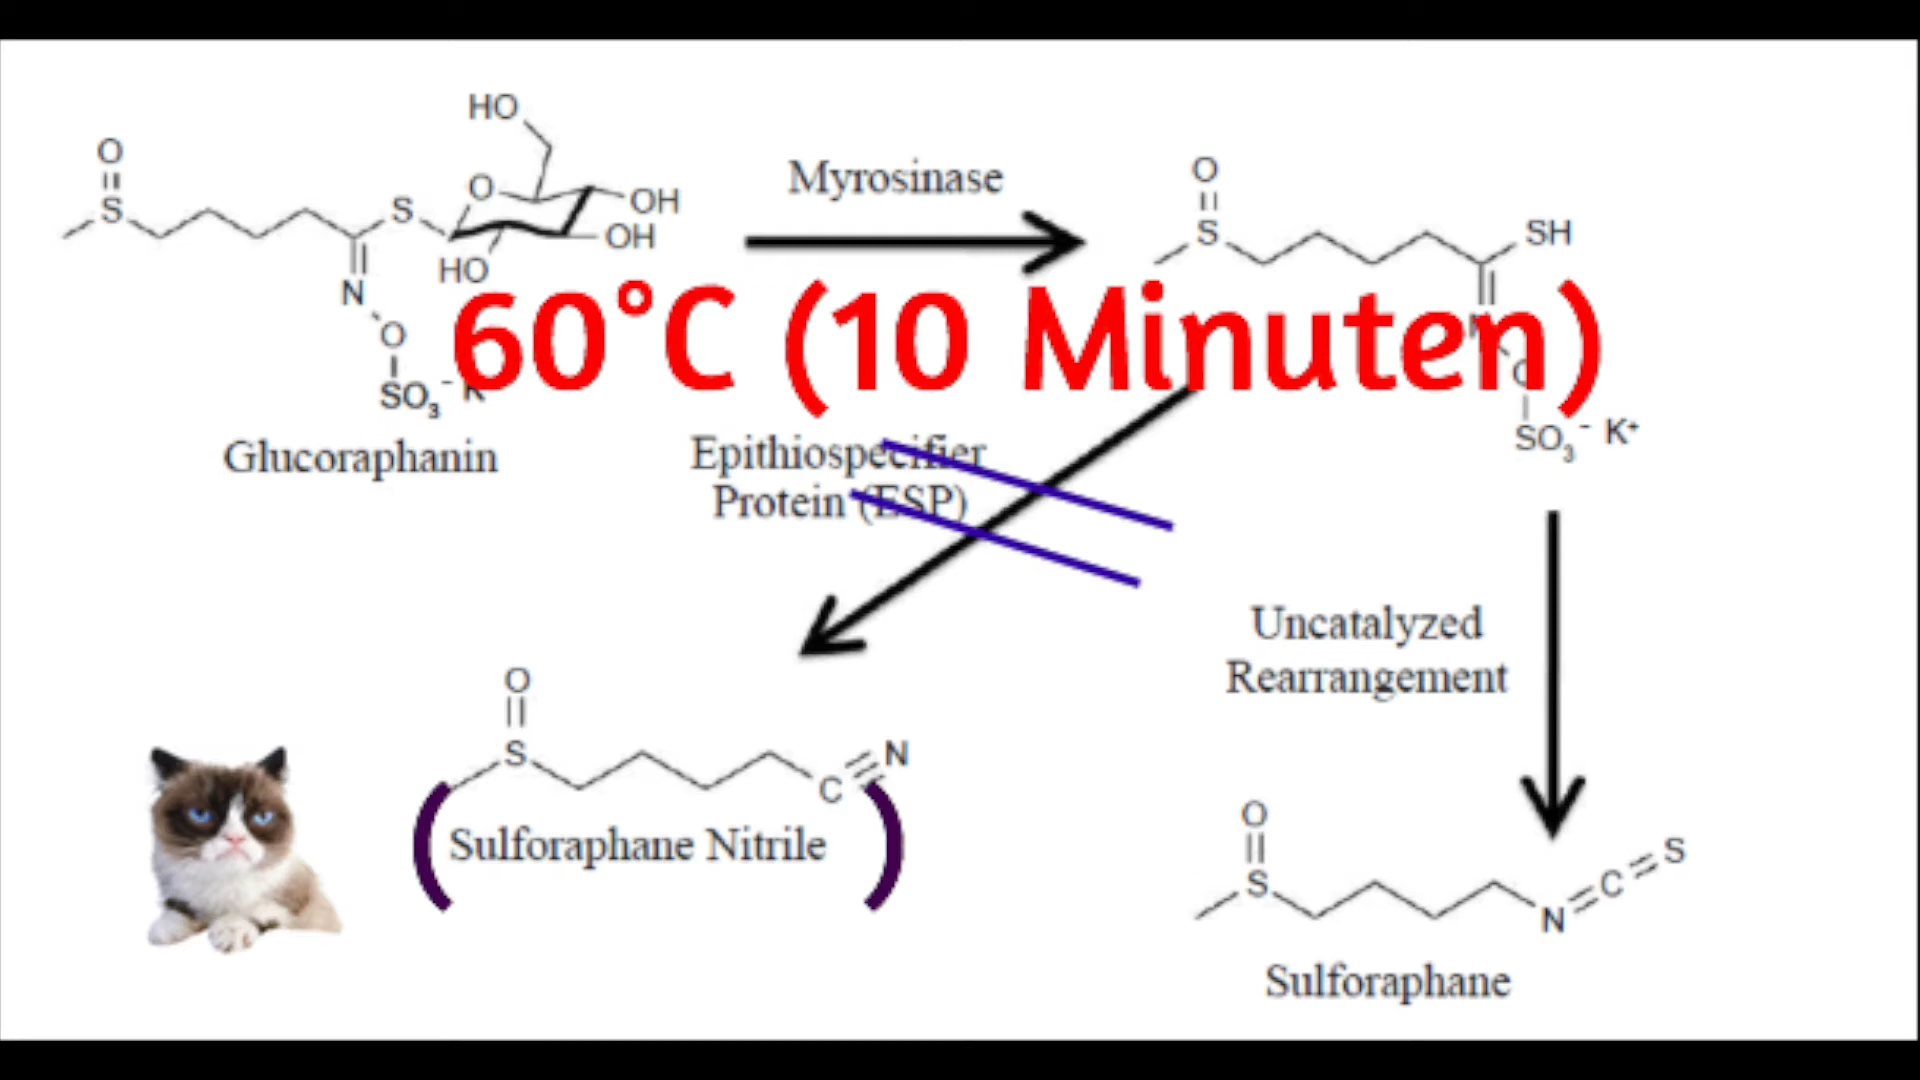 HO
O
S
S
O
OH
OH
HO
N
O
SO3⁻ K
Glucoraphanin
Myrosinase
O
S
SH
O
SO3⁻ K⁺
60°C (10 Minuten)
Epithiospecifier
Protein (ESP)
Uncatalyzed
Rearrangement
O
S
C
N
(Sulforaphane Nitrile)
O
S
N
C
S
Sulforaphane